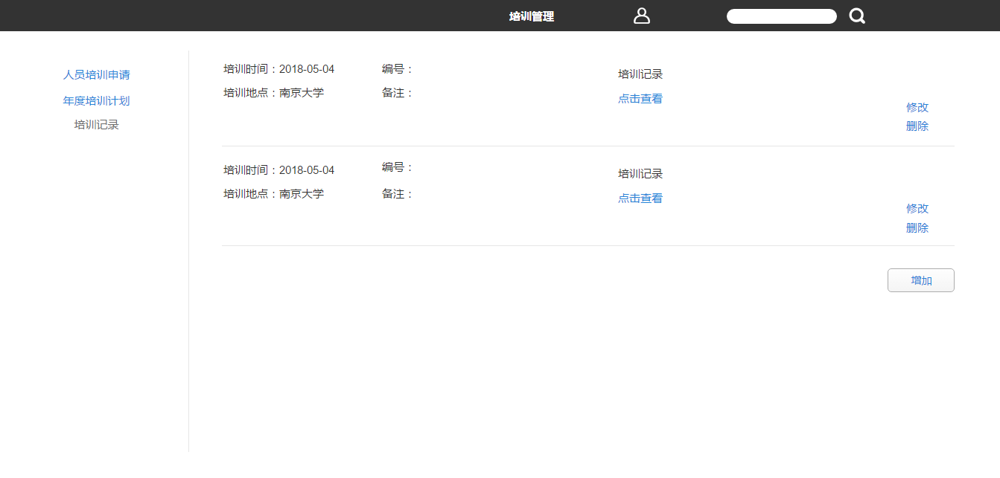 培训管理
人员培训申请
年度培训计划
培训记录
培训时间：2018-05-04
编号：
培训记录
培训地点：南京大学
备注：
点击查看
修改
删除
培训时间：2018-05-04
编号：
培训记录
培训地点：南京大学
备注：
点击查看
修改
删除
增加